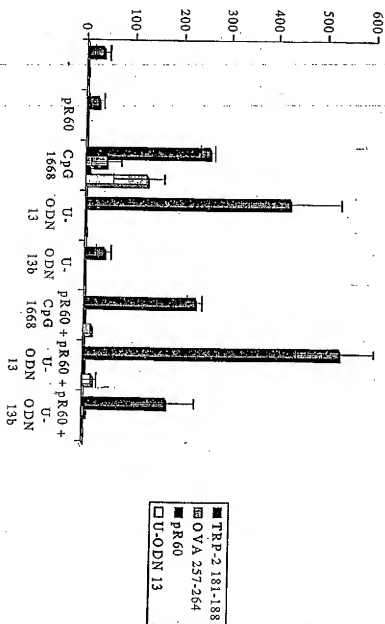 600
500
400
300
200
100
0
pR60
CpG
1668
U-
ODN
13
U-
ODN
13b
pR60 +
CpG
1668
pR60 +
U-
ODN
13
pR60 +
U-
ODN
13b
TRP-2 181-188
OVA 257-264
pR60
U-ODN 13